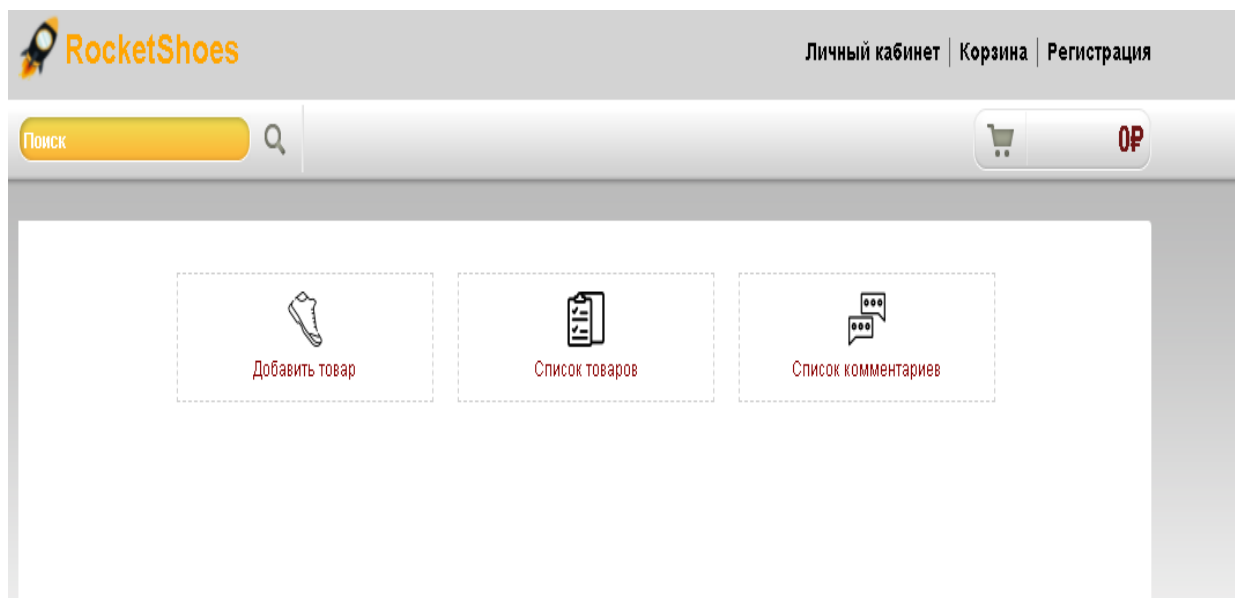 RocketShoes
Личный кабинет | Корзина | Регистрация
Поиск
0₽
Добавить товар
Список товаров
Список комментариев